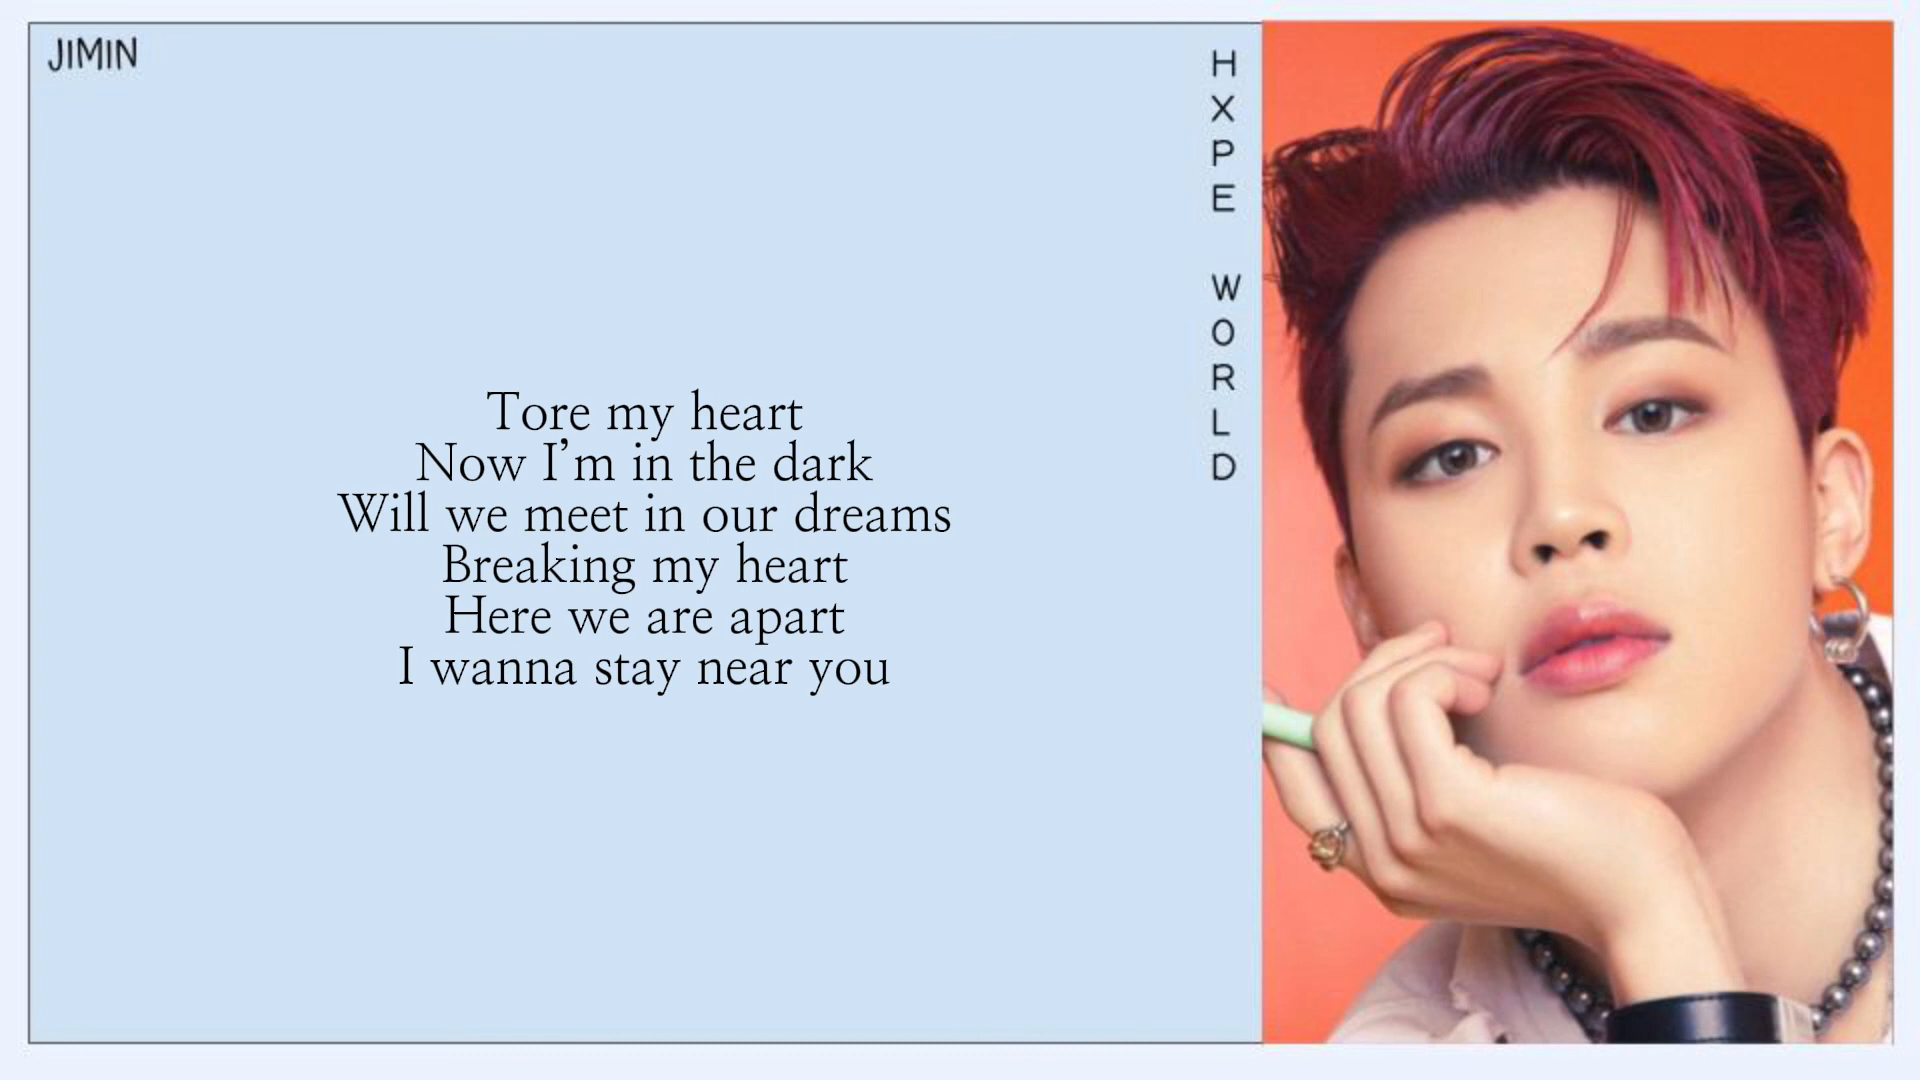 JIMIN
HXPE WORLD
Tore my heart
Now I’m in the dark
Will we meet in our dreams
Breaking my heart
Here we are apart
I wanna stay near you